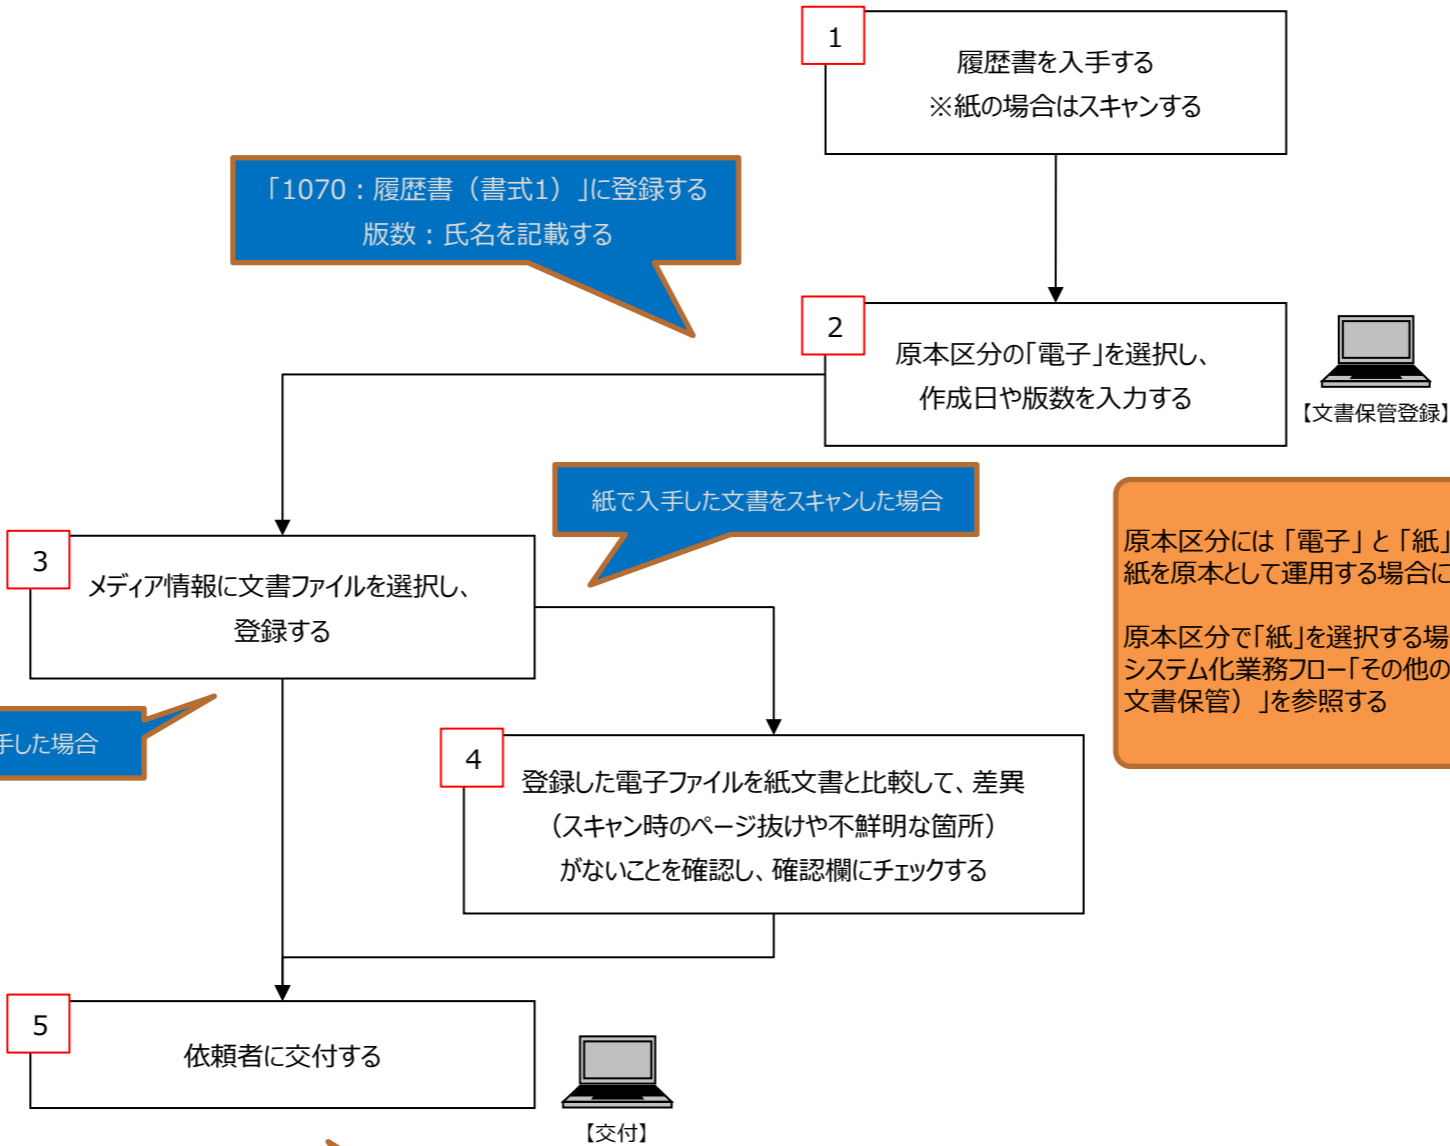 1
履歴書を入手する
※紙の場合はスキャンする
「1070：履歴書（書式1）」に登録する
版数：氏名を記載する
2
原本区分の「電子」を選択し、
作成日や版数を入力する
【文書保管登録】
紙で入手した文書をスキャンした場合
原本区分には「電子」と「紙」
紙を原本として運用する場合に
原本区分で「紙」を選択する場
システム化業務フロー「その他の
文書保管）」を参照する
3
メディア情報に文書ファイルを選択し、
登録する
手した場合
4
登録した電子ファイルを紙文書と比較して、差異
（スキャン時のページ抜けや不鮮明な箇所）
がないことを確認し、確認欄にチェックする
5
依頼者に交付する
【交付】